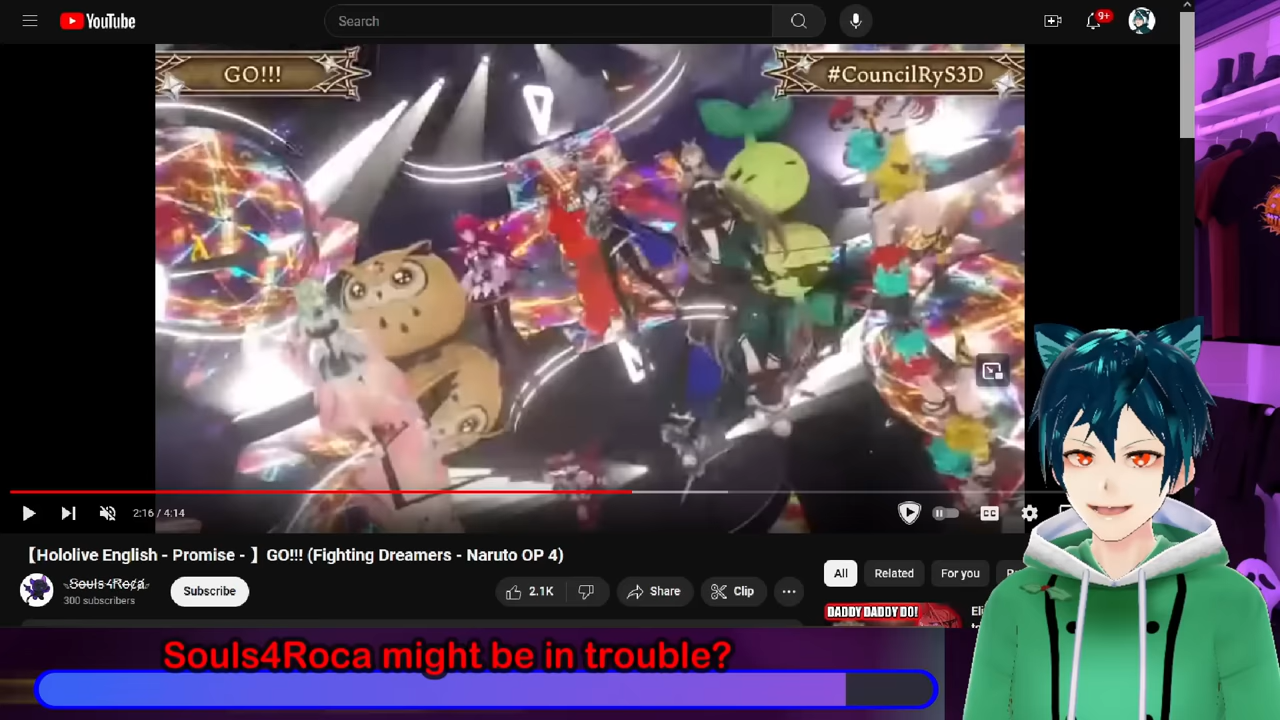 YouTube
Search
9+
GO!!!
#CouncilRyS3D
2:16 / 4:14
CC
【Hololive English - Promise - 】GO!!! (Fighting Dreamers - Naruto OP 4)
Souls4Roca
300 subscribers
Subscribe
2.1K
Share
Clip
All
Related
For you
DADDY DADDY DO!
Souls4Roca might be in trouble?